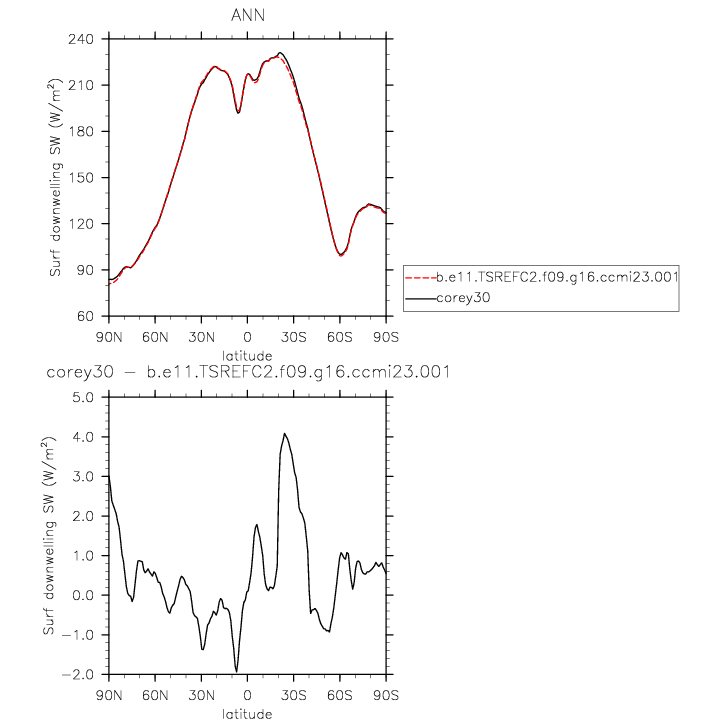 ANN
Surf downwelling SW (W/m²)
240
210
180
150
120
90
60
90N 60N 30N 0 30S 60S 90S
latitude
b.e11.TSREFC2.f09.g16.ccmi23.001
corey30
corey30 − b.e11.TSREFC2.f09.g16.ccmi23.001
Surf downwelling SW (W/m²)
5.0
4.0
3.0
2.0
1.0
0.0
−1.0
−2.0
90N 60N 30N 0 30S 60S 90S
latitude